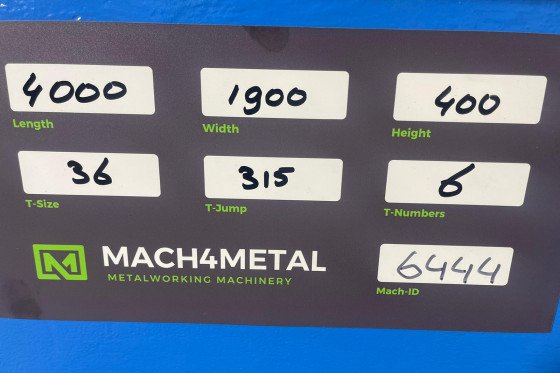 4000 1900 400
Length Width Height
36 315 6
T-Size T-Jump T-Numbers
M MACH4METAL 6444
METALWORKING MACHINERY
Mach-ID